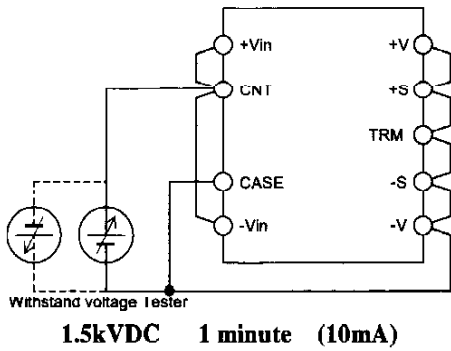 +Vin +V
CNT +S
TRM
CASE -S
-Vin -V
Withstand voltage Tester
1.5kVDC 1 minute (10mA)